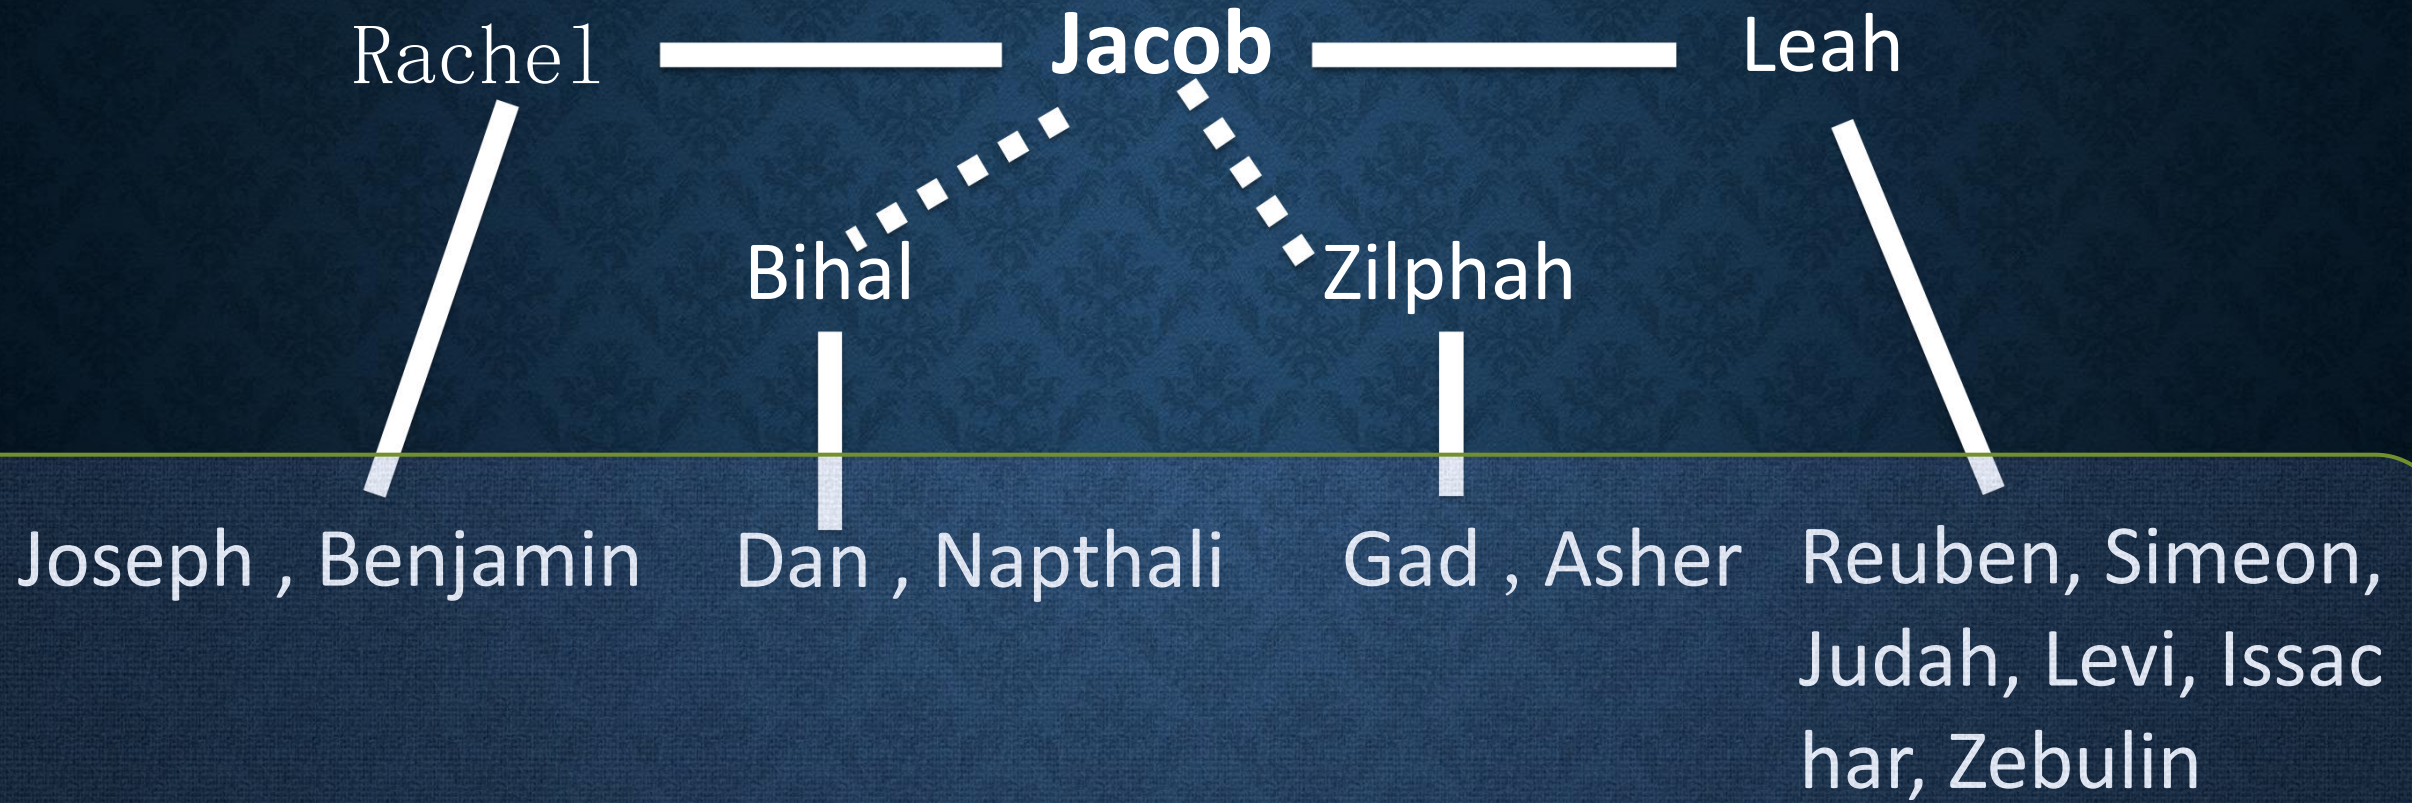 Rachel Jacob Leah
Bihal Zilphah
Joseph , Benjamin Dan , Napthali Gad , Asher Reuben, Simeon,
Judah, Levi, Issac
har, Zebulin